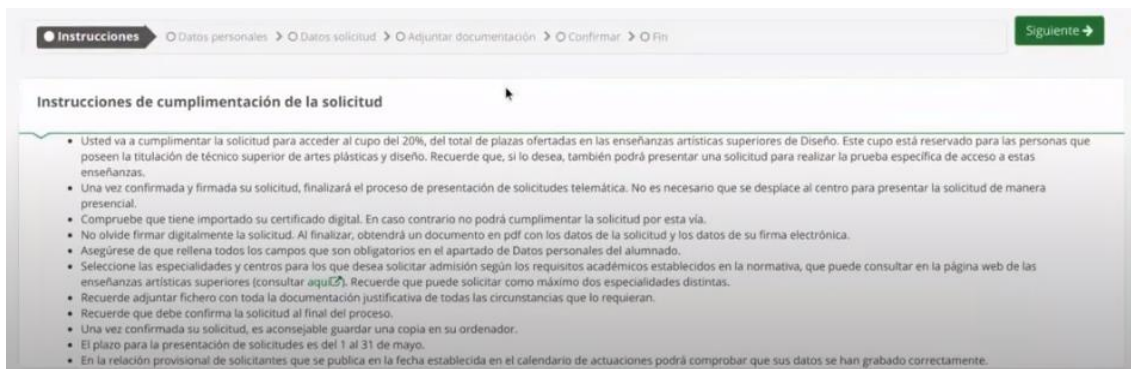 Instrucciones Datos personales Datos solicitud Adjuntar documentación Confirmar Fin Siguiente
Instrucciones de cumplimentación de la solicitud
• Usted va a cumplimentar la solicitud para acceder al cupo del 20%, del total de plazas ofertadas en las enseñanzas artísticas superiores de Diseño. Este cupo está reservado para las personas que
poseen la titulación de técnico superior de artes plásticas y diseño. Recuerde que, si lo desea, también podrá presentar una solicitud para realizar la prueba específica de acceso a estas
enseñanzas.
• Una vez confirmada y firmada su solicitud, finalizará el proceso de presentación de solicitudes telemática. No es necesario que se desplace al centro para presentar la solicitud de manera
presencial.
• Compruebe que tiene importado su certificado digital. En caso contrario no podrá cumplimentar la solicitud por esta vía.
• No olvide firmar digitalmente la solicitud. Al finalizar, obtendrá un documento en pdf con los datos de la solicitud y los datos de su firma electrónica.
• Asegúrese de que rellena todos los campos que son obligatorios en el apartado de Datos personales del alumnado.
• Seleccione las especialidades y centros para los que desea solicitar admisión según los requisitos académicos establecidos en la normativa, que puede consultar en la página web de las
enseñanzas artísticas superiores (consultar aquí). Recuerde que puede solicitar como máximo dos especialidades distintas.
• Recuerde adjuntar fichero con toda la documentación justificativa de todas las circunstancias que lo requieran.
• Recuerde que debe confirma la solicitud al final del proceso.
• Una vez confirmada su solicitud, es aconsejable guardar una copia en su ordenador.
• El plazo para la presentación de solicitudes es del 1 al 31 de mayo.
• En la relación provisional de solicitantes que se publica en la fecha establecida en el calendario de actuaciones podrá comprobar que sus datos se han grabado correctamente.